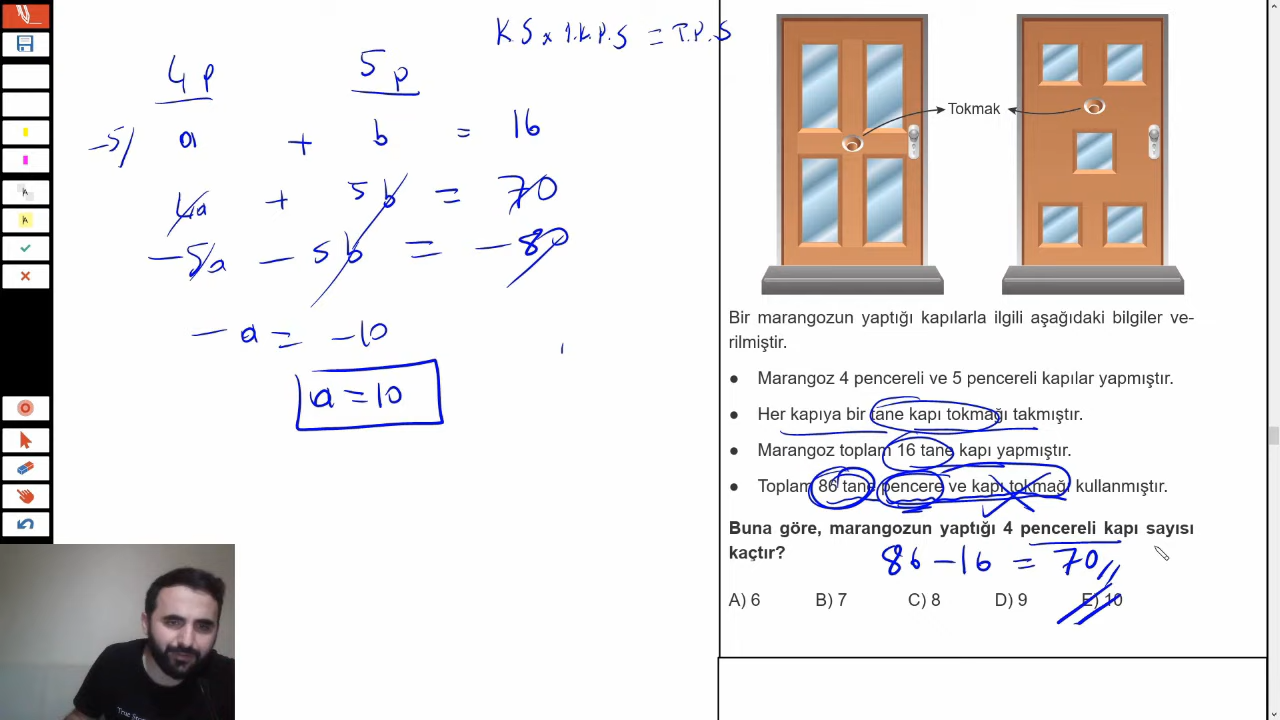 K.S x 1.K.P.S = T.P.S
4p 5p
-5/ a + b = 16
4a + 5b = 70
-5a - 5b = -80
-a = -10
a = 10
Tokmak
Bir marangozun yaptığı kapılarla ilgili aşağıdaki bilgiler ve-
rilmiştir.
● Marangoz 4 pencereli ve 5 pencereli kapılar yapmıştır.
● Her kapıya bir tane kapı tokmağı takmıştır.
● Marangoz toplam 16 tane kapı yapmıştır.
● Toplam 86 tane pencere ve kapı tokmağı kullanmıştır.
Buna göre, marangozun yaptığı 4 pencereli kapı sayısı
kaçtır?
86 - 16 = 70
A) 6 B) 7 C) 8 D) 9 E) 10